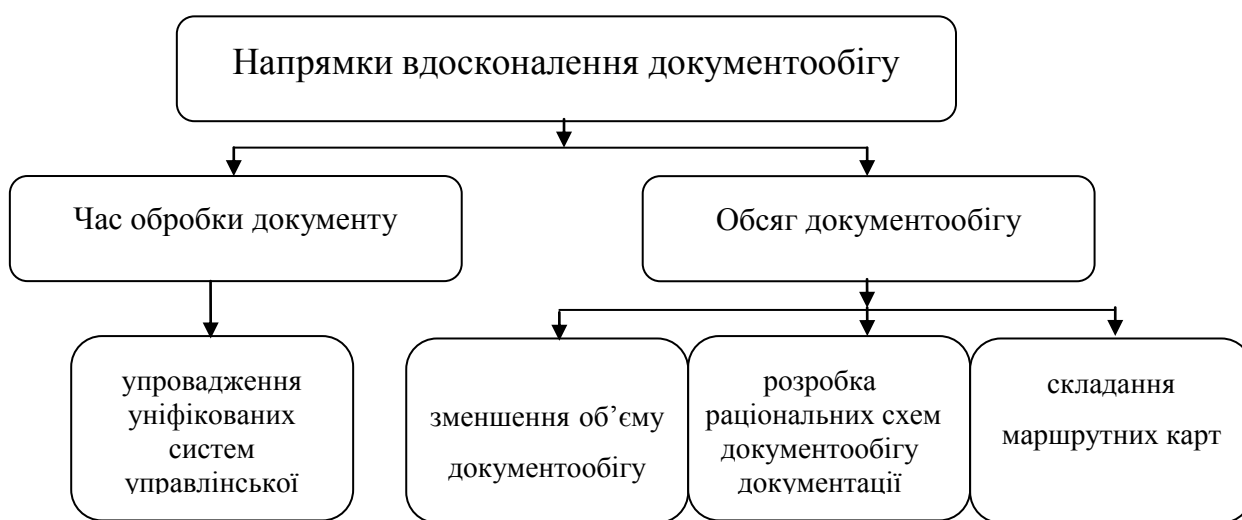 Напрямки вдосконалення документообігу
Час обробки документу
Обсяг документообігу
упровадження
уніфікованих
систем
управлінської
зменшення об’єму
документообігу
розробка
раціональних схем
документообігу
документації
складання
маршрутних карт